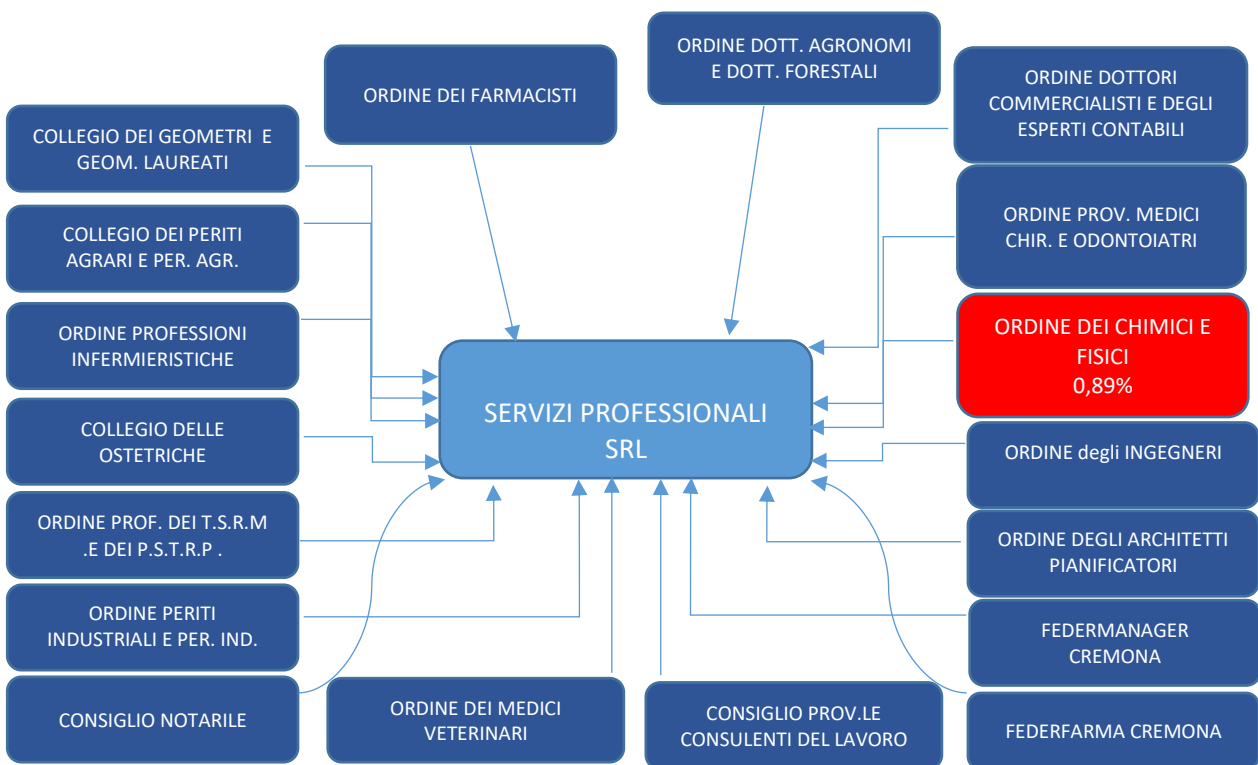 ORDINE DEI FARMACISTI
ORDINE DOTT. AGRONOMI
E DOTT. FORESTALI
ORDINE DOTTORI
COMMERCIALISTI E DEGLI
ESPERTI CONTABILI
COLLEGIO DEI GEOMETRI E
GEOM. LAUREATI
ORDINE PROV. MEDICI
CHIR. E ODONTOIATRI
COLLEGIO DEI PERITI
AGRARI E PER. AGR.
ORDINE PROFESSIONI
INFERMIERISTICHE
ORDINE DEI CHIMICI E
FISICI
0,89%
SERVIZI PROFESSIONALI
SRL
COLLEGIO DELLE
OSTETRICHE
ORDINE degli INGEGNERI
ORDINE PROF. DEI T.S.R.M
.E DEI P.S.T.R.P .
ORDINE DEGLI ARCHITETTI
PIANIFICATORI
ORDINE PERITI
INDUSTRIALI E PER. IND.
FEDERMANAGER
CREMONA
CONSIGLIO NOTARILE
ORDINE DEI MEDICI
VETERINARI
CONSIGLIO PROV.LE
CONSULENTI DEL LAVORO
FEDERFARMA CREMONA